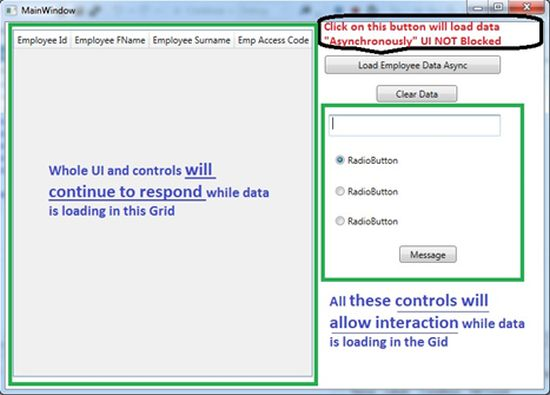 MainWindow
Employee Id Employee FName Employee Surname Emp Access Code
Whole UI and controls will
continue to respond while data
is loading in this Grid
Click on this button will load data
"Asynchronously" UI NOT Blocked
Load Employee Data Async
Clear Data
RadioButton
RadioButton
RadioButton
Message
All these controls will
allow interaction while data
is loading in the Gid